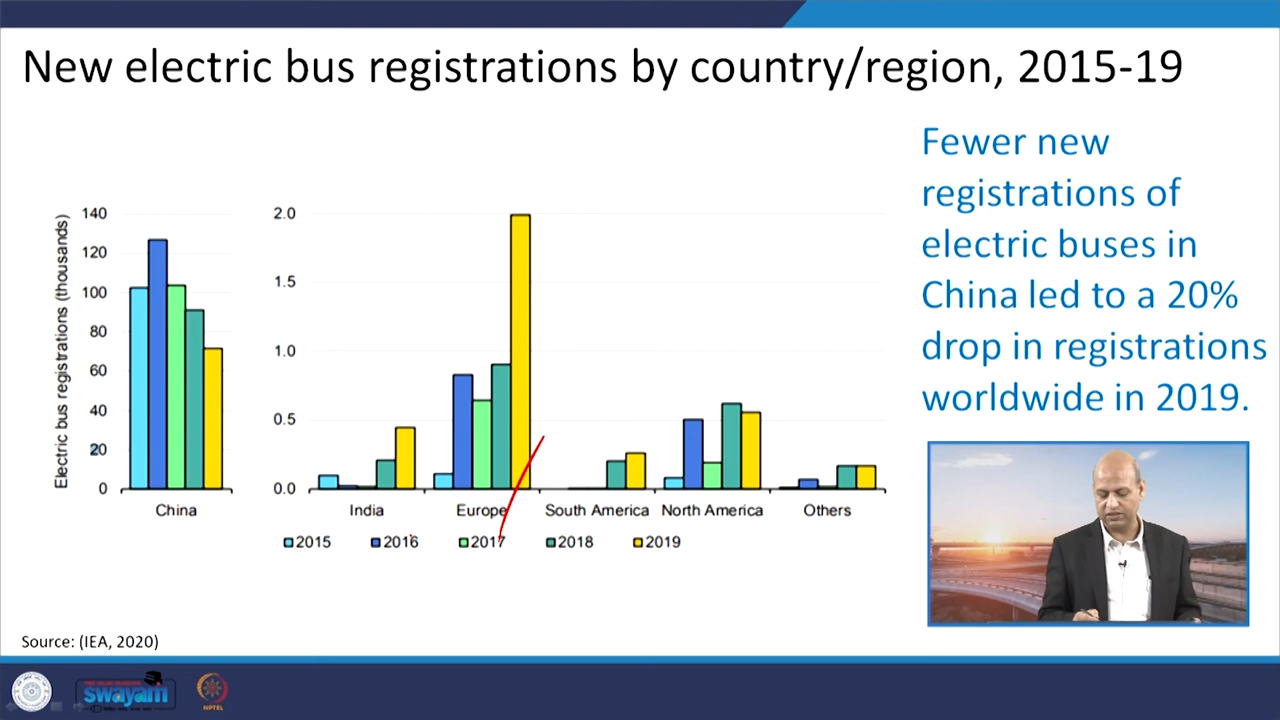 New electric bus registrations by country/region, 2015-19
Fewer new
registrations of
electric buses in
China led to a 20%
drop in registrations
worldwide in 2019.
Electric bus registrations (thousands)
140
120
100
80
60
40
20
0
China
2.0
1.5
1.0
0.5
0.0
India Europe South America North America Others
2015 2016 2017 2018 2019
Source: (IEA, 2020)
swayam
NPTEL